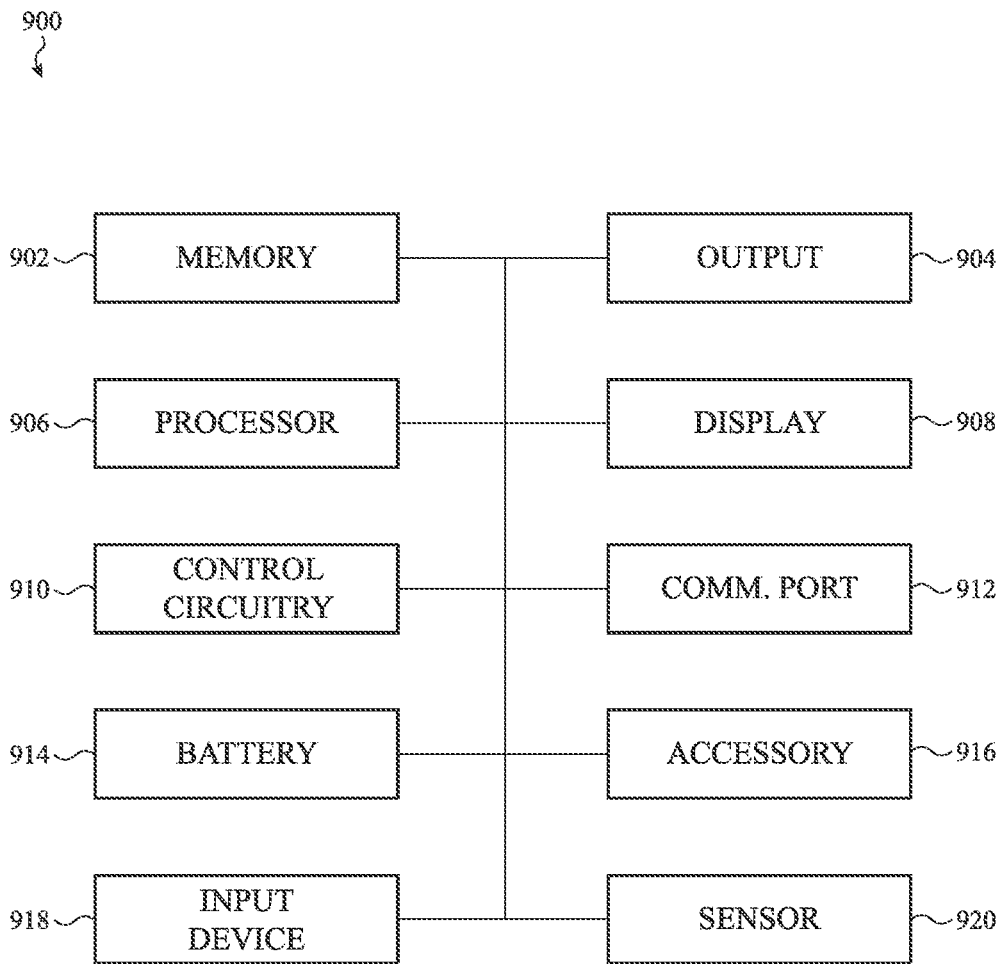 900
902 MEMORY OUTPUT 904
906 PROCESSOR DISPLAY 908
910 CONTROL CIRCUITRY COMM. PORT 912
914 BATTERY ACCESSORY 916
918 INPUT DEVICE SENSOR 920